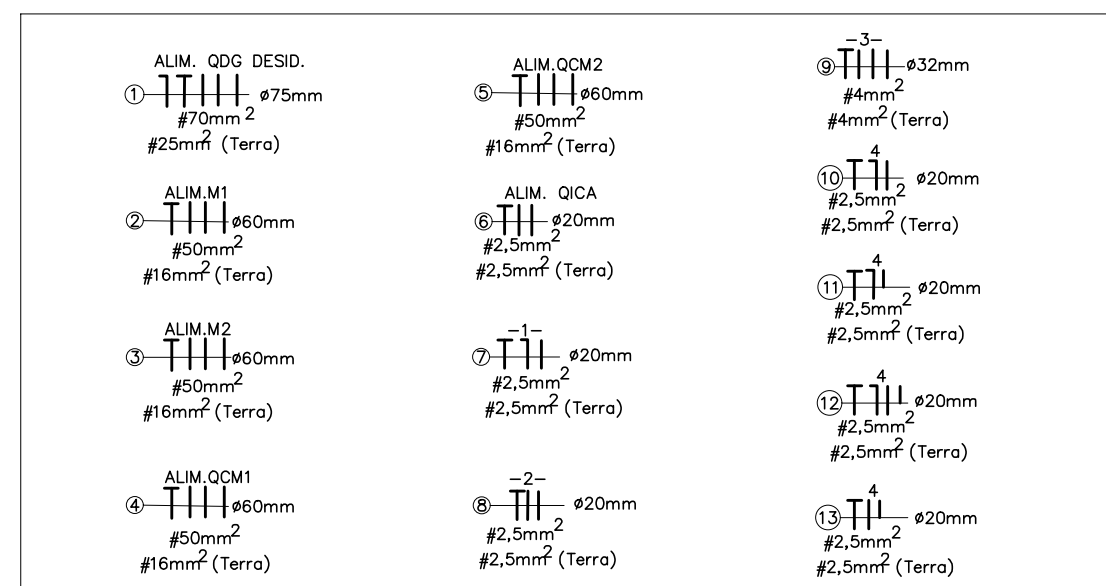 ALIM. QDG DESID.
① ø75mm
#70mm²
#25mm² (Terra)
ALIM.M1
② ø60mm
#50mm²
#16mm² (Terra)
ALIM.M2
③ ø60mm
#50mm²
#16mm² (Terra)
ALIM.QCM1
④ ø60mm
#50mm²
#16mm² (Terra)
ALIM.QCM2
⑤ ø60mm
#50mm²
#16mm² (Terra)
ALIM. QICA
⑥ ø20mm
#2,5mm²
#2,5mm² (Terra)
-1-
⑦ ø20mm
#2,5mm²
#2,5mm² (Terra)
-2-
⑧ ø20mm
#2,5mm²
#2,5mm² (Terra)
-3-
⑨ ø32mm
#4mm²
#4mm² (Terra)
4
⑩ ø20mm
#2,5mm²
#2,5mm² (Terra)
4
⑪ ø20mm
#2,5mm²
#2,5mm² (Terra)
4
⑫ ø20mm
#2,5mm²
#2,5mm² (Terra)
4
⑬ ø20mm
#2,5mm²
#2,5mm² (Terra)